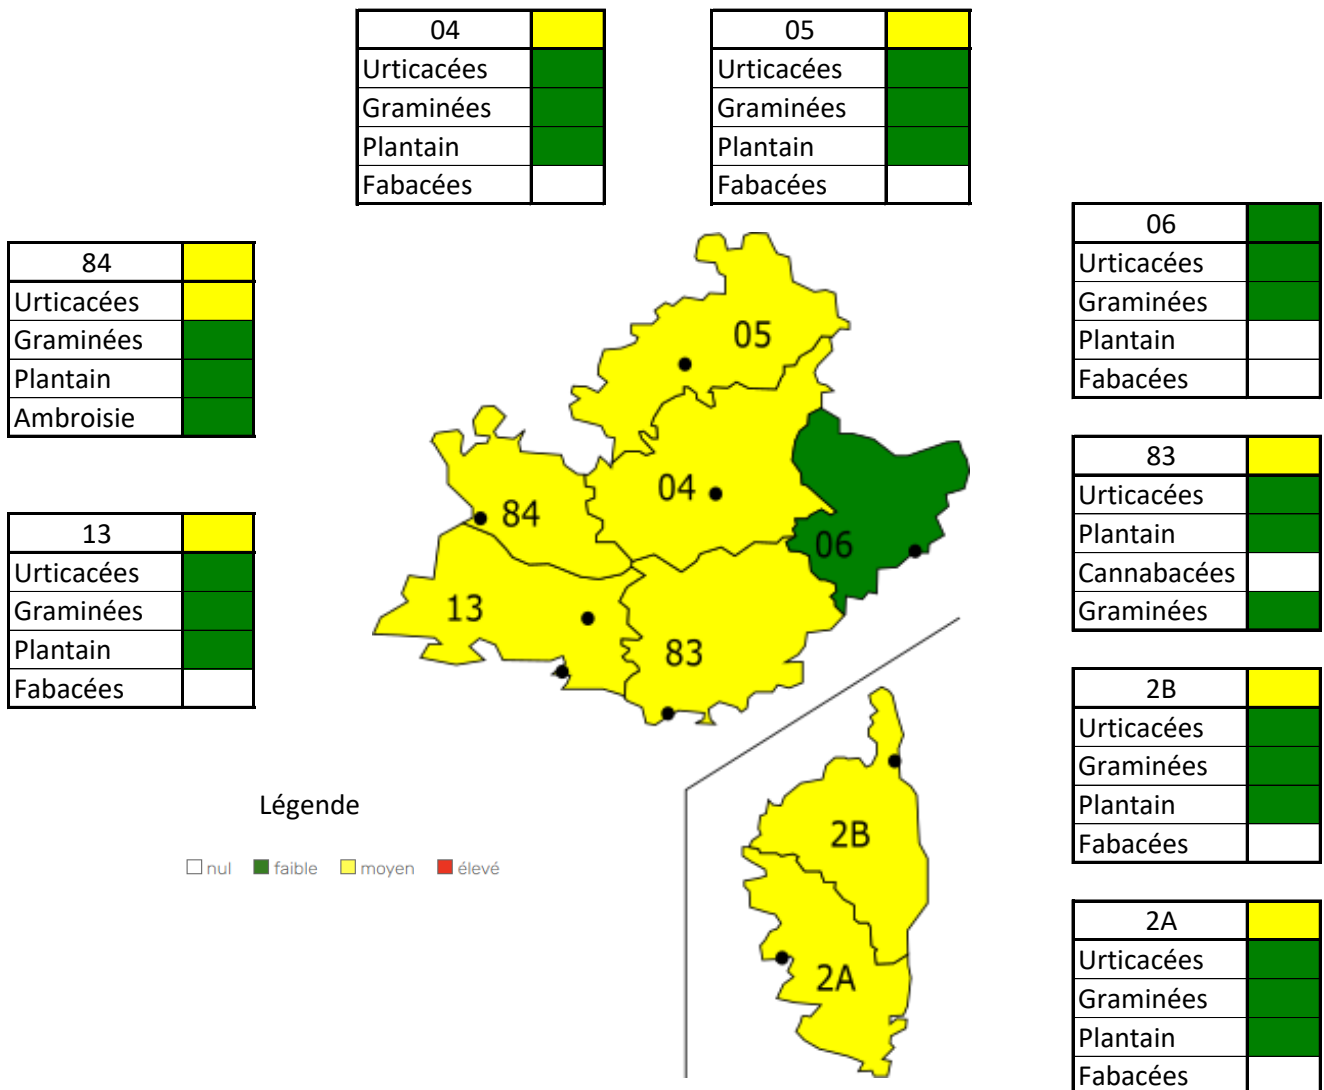 04
Urticacées
Graminées
Plantain
Fabacées
05
Urticacées
Graminées
Plantain
Fabacées
06
Urticacées
Graminées
Plantain
Fabacées
84
Urticacées
Graminées
Plantain
Ambroisie
83
Urticacées
Plantain
Cannabacées
Graminées
13
Urticacées
Graminées
Plantain
Fabacées
2B
Urticacées
Graminées
Plantain
Fabacées
2A
Urticacées
Graminées
Plantain
Fabacées
05
04
84
06
13
83
2B
2A
Légende
nul faible moyen élevé